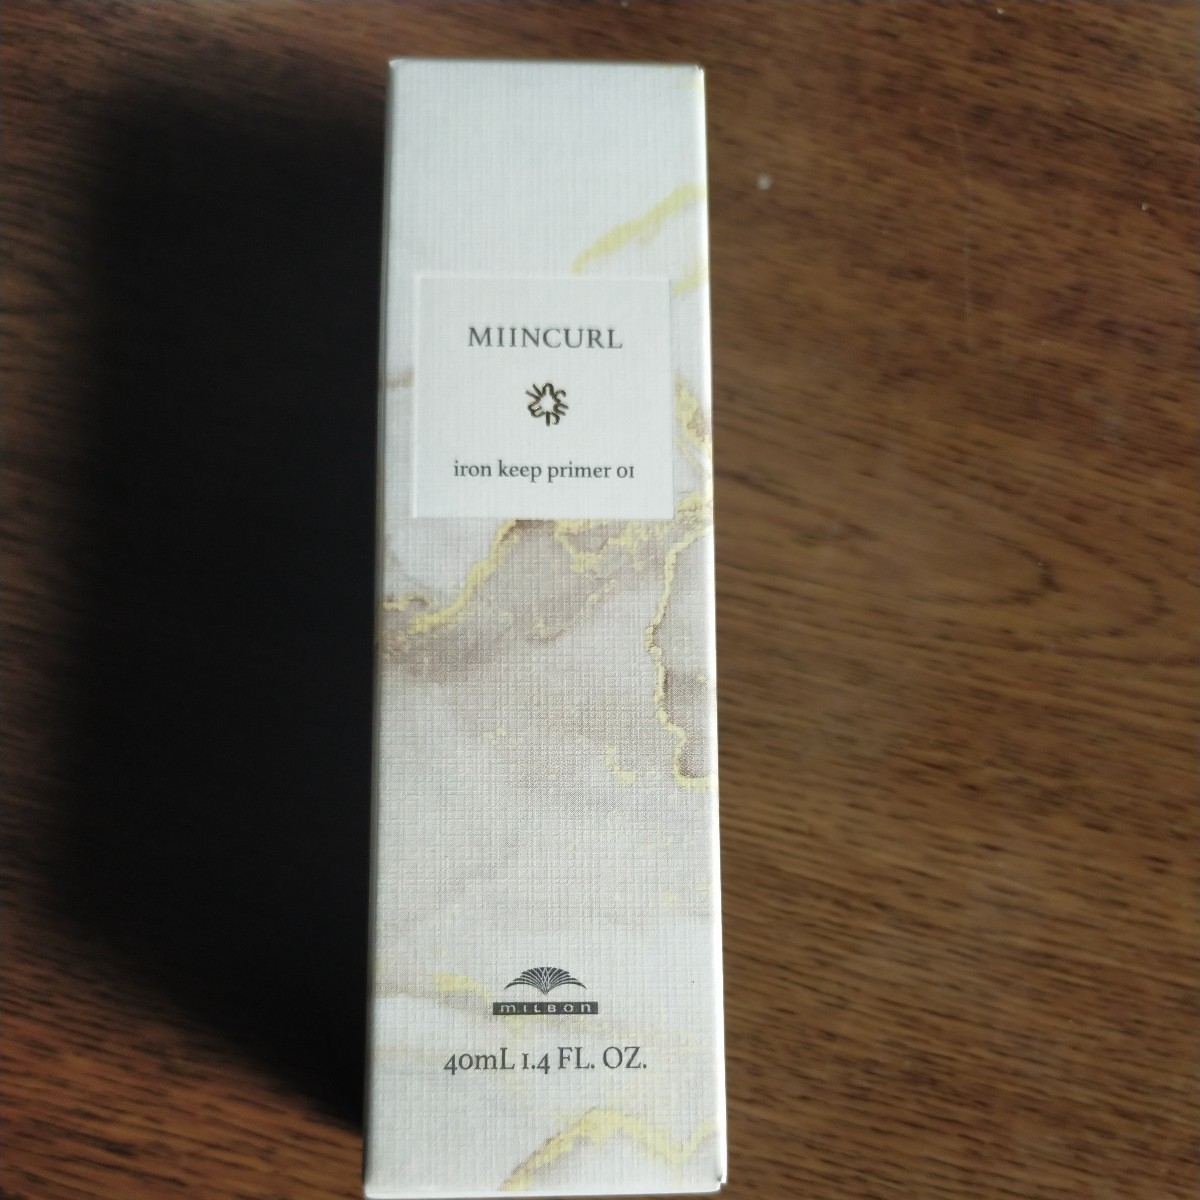 MIINCURL
iron keep primer 01
MILBON
40mL 1.4 FL. OZ.